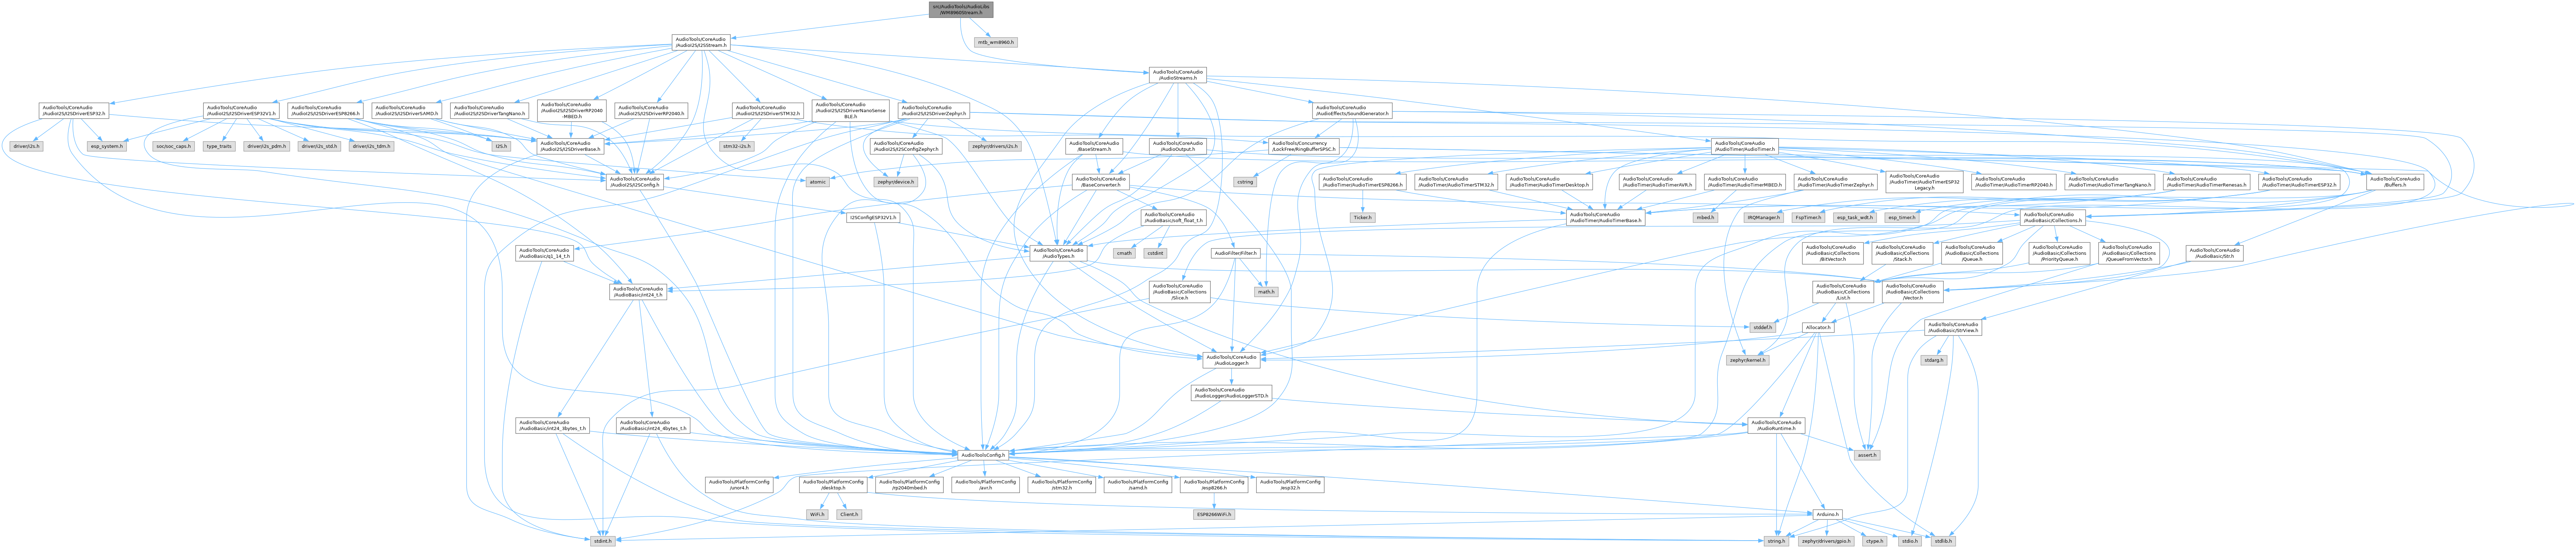 src/AudioTools/AudioLibs
/WM8960Stream.h
AudioTools/CoreAudio
/AudioI2S/I2SStream.h
mtb_wm8960.h
AudioTools/CoreAudio
/AudioStreams.h
AudioTools/CoreAudio
/AudioI2S/I2SDriverESP32.h
AudioTools/CoreAudio
/AudioI2S/I2SDriverESP32V1.h
AudioTools/CoreAudio
/AudioI2S/I2SDriverESP8266.h
AudioTools/CoreAudio
/AudioI2S/I2SDriverSAMD.h
AudioTools/CoreAudio
/AudioI2S/I2SDriverTangNano.h
AudioTools/CoreAudio
/AudioI2S/I2SDriverRP2040
-MBED.h
AudioTools/CoreAudio
/AudioI2S/I2SDriverRP2040.h
AudioTools/CoreAudio
/AudioI2S/I2SDriverSTM32.h
AudioTools/CoreAudio
/AudioI2S/I2SDriverNanoSense
BLE.h
AudioTools/CoreAudio
/AudioI2S/I2SDriverZephyr.h
AudioTools/CoreAudio
/AudioEffects/SoundGenerator.h
driver/i2s.h
esp_system.h
soc/soc_caps.h
type_traits
driver/i2s_pdm.h
driver/i2s_std.h
driver/i2s_tdm.h
I2S.h
AudioTools/CoreAudio
/AudioI2S/I2SDriverBase.h
stm32-i2s.h
AudioTools/CoreAudio
/AudioI2S/I2SConfigZephyr.h
zephyr/drivers/i2s.h
AudioTools/CoreAudio
/BaseStream.h
AudioTools/CoreAudio
/AudioOutput.h
AudioTools/Concurrency
/LockFree/RingBufferSPSC.h
AudioTools/CoreAudio
/AudioTimer/AudioTimer.h
AudioTools/CoreAudio
/AudioI2S/I2SConfig.h
atomic
zephyr/device.h
AudioTools/CoreAudio
/BaseConverter.h
cstring
AudioTools/CoreAudio
/AudioTimer/AudioTimerESP8266.h
AudioTools/CoreAudio
/AudioTimer/AudioTimerSTM32.h
AudioTools/CoreAudio
/AudioTimer/AudioTimerDesktop.h
AudioTools/CoreAudio
/AudioTimer/AudioTimerAVR.h
AudioTools/CoreAudio
/AudioTimer/AudioTimerMBED.h
AudioTools/CoreAudio
/AudioTimer/AudioTimerZephyr.h
AudioTools/CoreAudio
/AudioTimer/AudioTimerESP32
Legacy.h
AudioTools/CoreAudio
/AudioTimer/AudioTimerRP2040.h
AudioTools/CoreAudio
/AudioTimer/AudioTimerTangNano.h
AudioTools/CoreAudio
/AudioTimer/AudioTimerRenesas.h
AudioTools/CoreAudio
/AudioTimer/AudioTimerESP32.h
AudioTools/CoreAudio
/Buffers.h
I2SConfigESP32V1.h
AudioTools/CoreAudio
/AudioBasic/soft_float_t.h
Ticker.h
AudioTools/CoreAudio
/AudioTimer/AudioTimerBase.h
mbed.h
IRQManager.h
FspTimer.h
esp_task_wdt.h
esp_timer.h
AudioTools/CoreAudio
/AudioBasic/Collections.h
AudioTools/CoreAudio
/AudioBasic/q1_14_t.h
AudioTools/CoreAudio
/AudioTypes.h
cmath
cstdint
AudioFilter/Filter.h
AudioTools/CoreAudio
/AudioBasic/Collections
/BitVector.h
AudioTools/CoreAudio
/AudioBasic/Collections
/Stack.h
AudioTools/CoreAudio
/AudioBasic/Collections
/Queue.h
AudioTools/CoreAudio
/AudioBasic/Collections
/PriorityQueue.h
AudioTools/CoreAudio
/AudioBasic/Collections
/QueueFromVector.h
AudioTools/CoreAudio
/AudioBasic/Str.h
AudioTools/CoreAudio
/AudioBasic/int24_t.h
AudioTools/CoreAudio
/AudioBasic/Collections
/Slice.h
math.h
AudioTools/CoreAudio
/AudioBasic/Collections
/List.h
AudioTools/CoreAudio
/AudioBasic/Collections
/Vector.h
stddef.h
Allocator.h
AudioTools/CoreAudio
/AudioBasic/StrView.h
AudioTools/CoreAudio
/AudioLogger.h
zephyr/kernel.h
stdarg.h
AudioTools/CoreAudio
/AudioLogger/AudioLoggerSTD.h
AudioTools/CoreAudio
/AudioBasic/int24_3bytes_t.h
AudioTools/CoreAudio
/AudioBasic/int24_4bytes_t.h
AudioTools/CoreAudio
/AudioRuntime.h
AudioToolsConfig.h
assert.h
AudioTools/PlatformConfig
/unor4.h
AudioTools/PlatformConfig
/desktop.h
AudioTools/PlatformConfig
/rp2040mbed.h
AudioTools/PlatformConfig
/avr.h
AudioTools/PlatformConfig
/stm32.h
AudioTools/PlatformConfig
/samd.h
AudioTools/PlatformConfig
/esp8266.h
AudioTools/PlatformConfig
/esp32.h
WiFi.h
Client.h
ESP8266WiFi.h
Arduino.h
stdint.h
string.h
zephyr/drivers/gpio.h
ctype.h
stdio.h
stdlib.h